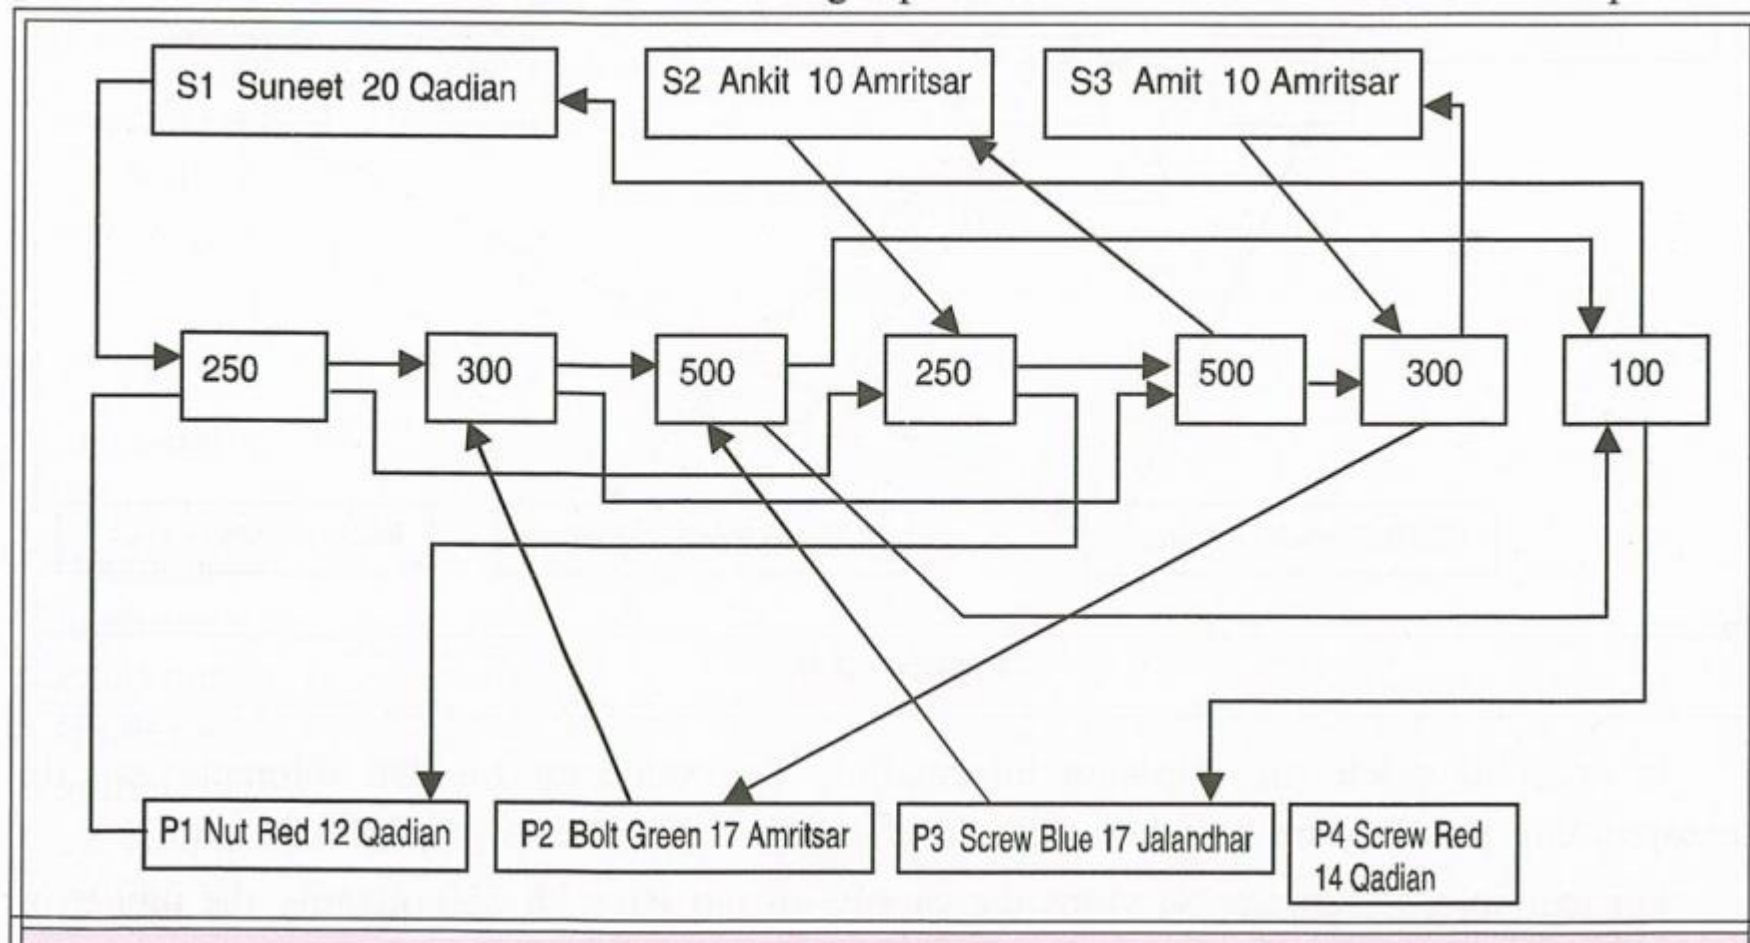 S1 Suneet 20 Qadian
S2 Ankit 10 Amritsar
S3 Amit 10 Amritsar
250
300
500
250
500
300
100
P1 Nut Red 12 Qadian
P2 Bolt Green 17 Amritsar
P3 Screw Blue 17 Jalandhar
P4 Screw Red
14 Qadian